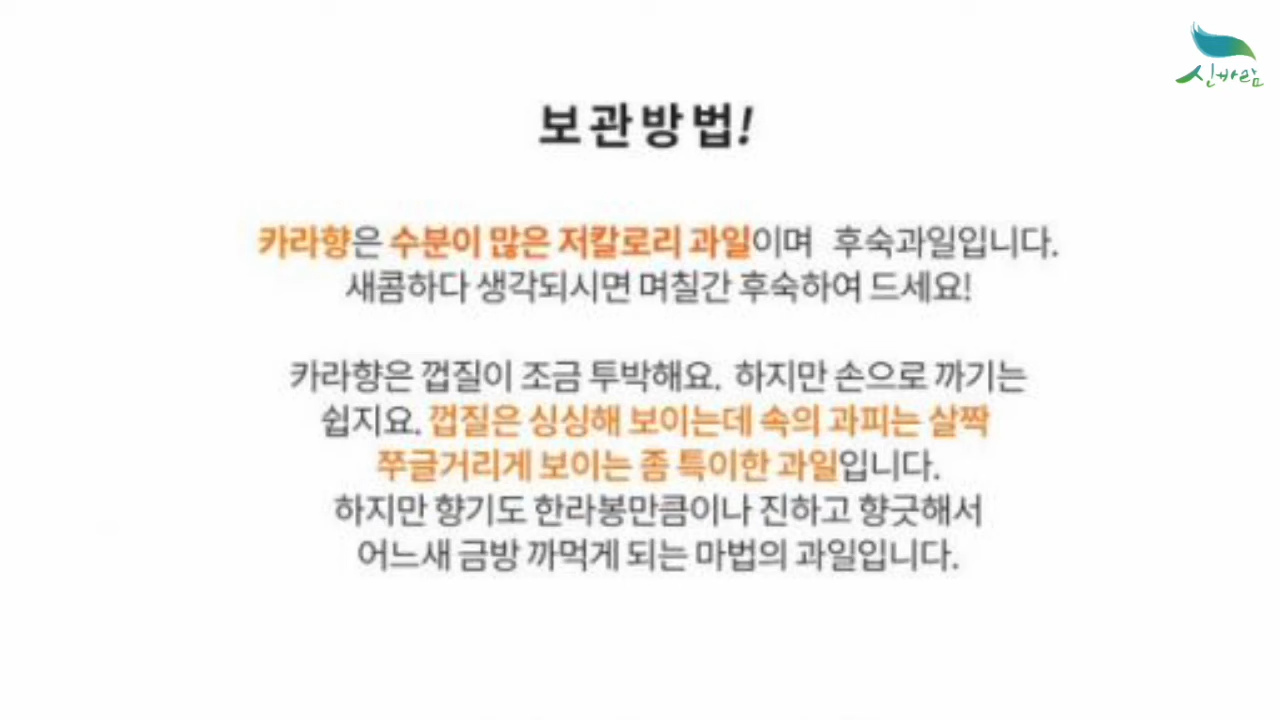 신바람
보관방법!
카라향은 수분이 많은 저칼로리 과일이며 후숙과일입니다.
새콤하다 생각되시면 며칠간 후숙하여 드세요!
카라향은 껍질이 조금 투박해요. 하지만 손으로 까기는
쉽지요. 껍질은 싱싱해 보이는데 속의 과피는 살짝
쭈글거리게 보이는 좀 특이한 과일입니다.
하지만 향기도 한라봉만큼이나 진하고 향긋해서
어느새 금방 까먹게 되는 마법의 과일입니다.